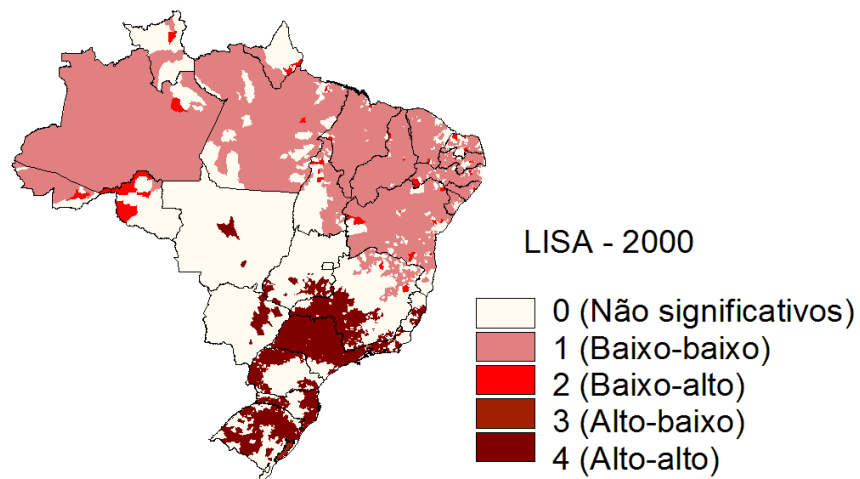 LISA - 2000
0 (Não significativos)
1 (Baixo-baixo)
2 (Baixo-alto)
3 (Alto-baixo)
4 (Alto-alto)